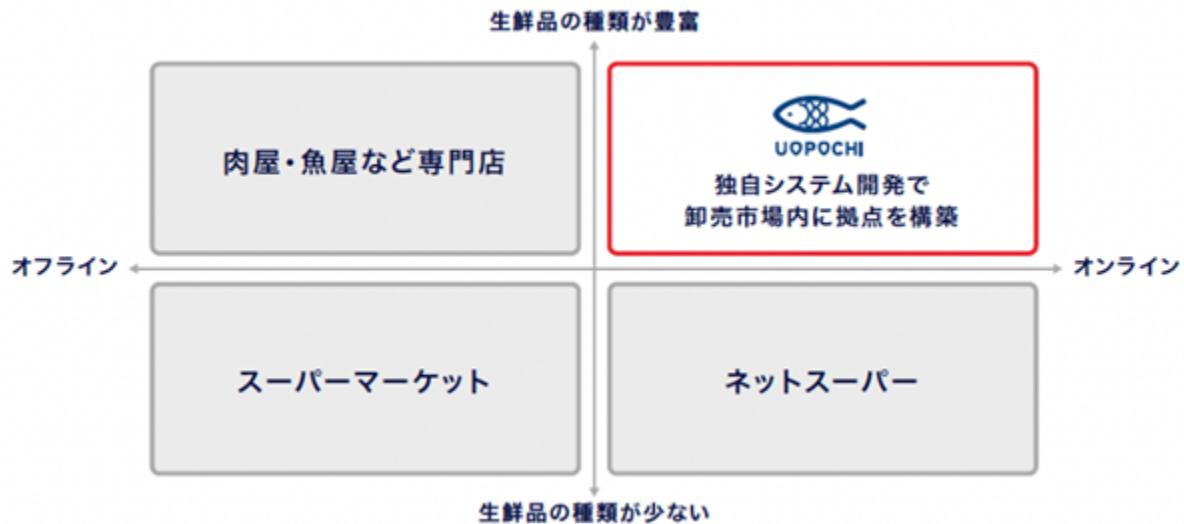 生鮮品の種類が豊富
肉屋・魚屋など専門店
UOPOCHI
独自システム開発で
卸売市場内に拠点を構築
オフライン
オンライン
スーパーマーケット
ネットスーパー
生鮮品の種類が少ない